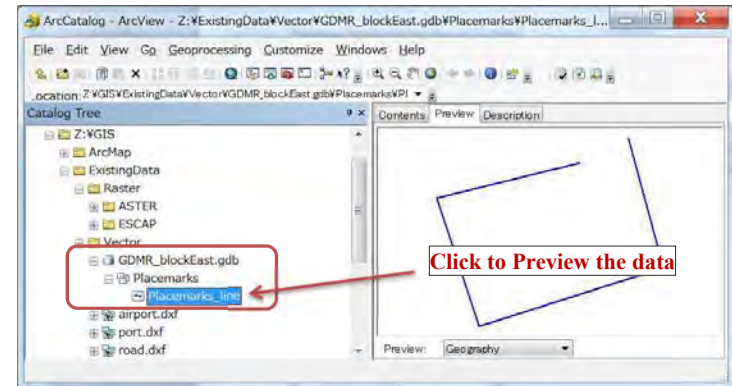 ArcCatalog - ArcView - Z:¥ExistingData¥Vector¥GDMR_blockEast.gdb¥Placemarks¥Placemarks_l...
File Edit View Go Geoprocessing Customize Windows Help
Location: Z:¥GIS¥ExistingData¥Vector¥GDMR_blockEast.gdb¥Placemarks¥Pl
Catalog Tree
Contents Preview Description
Z:¥GIS
ArcMap
ExistingData
Raster
ASTER
ESCAP
Vector
GDMR_blockEast.gdb
Placemarks
Placemarks_line
airport.dxf
port.dxf
road.dxf
Click to Preview the data
Preview: Geography